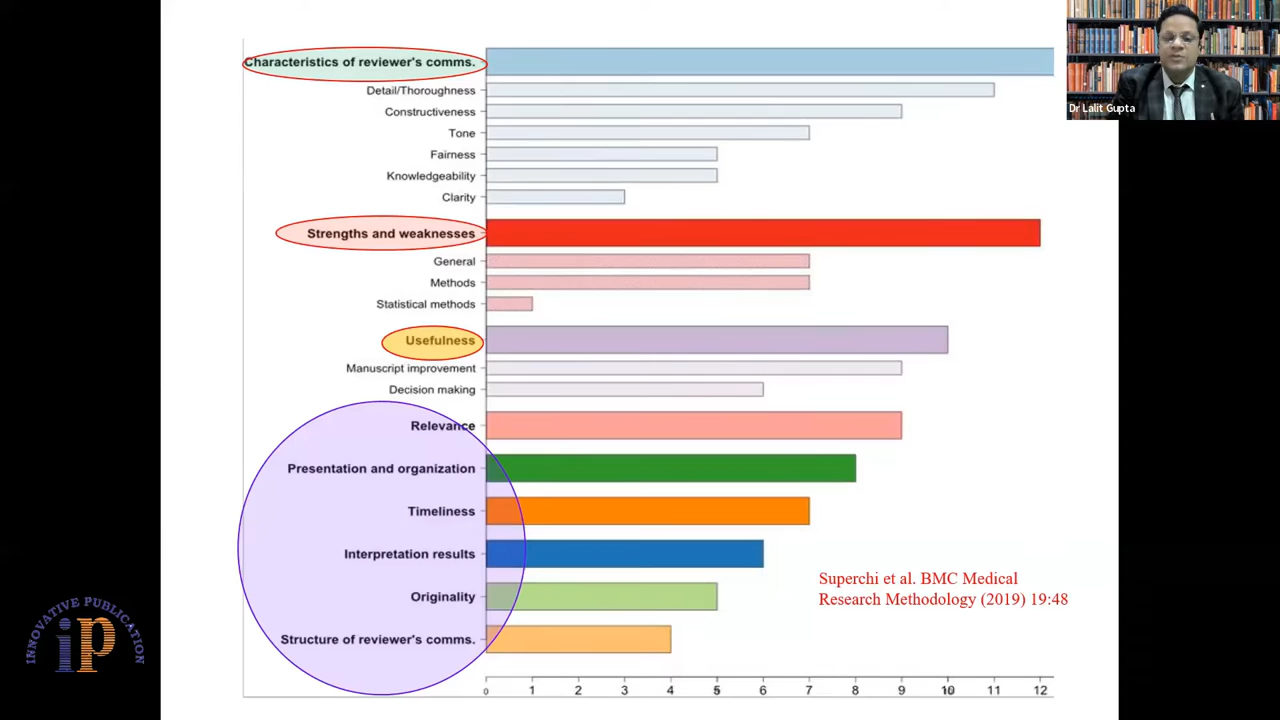 Characteristics of reviewer's comms.
Detail/Thoroughness
Constructiveness
Tone
Fairness
Knowledgeability
Clarity
Strengths and weaknesses
General
Methods
Statistical methods
Usefulness
Manuscript improvement
Decision making
Relevance
Presentation and organization
Timeliness
Interpretation results
Originality
Structure of reviewer's comms.
0 1 2 3 4 5 6 7 8 9 10 11 12
Superchi et al. BMC Medical
Research Methodology (2019) 19:48
Dr Lalit Gupta
INNOVATIVE PUBLICATION
iP